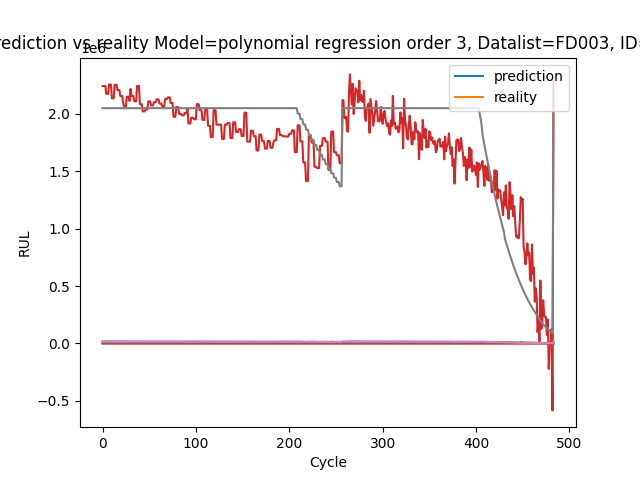 rediction vs reality Model=polynomial regression order 3, Datalist=FD003, ID=
1e6
prediction
reality
2.0
1.5
1.0
0.5
0.0
−0.5
RUL
0 100 200 300 400 500
Cycle